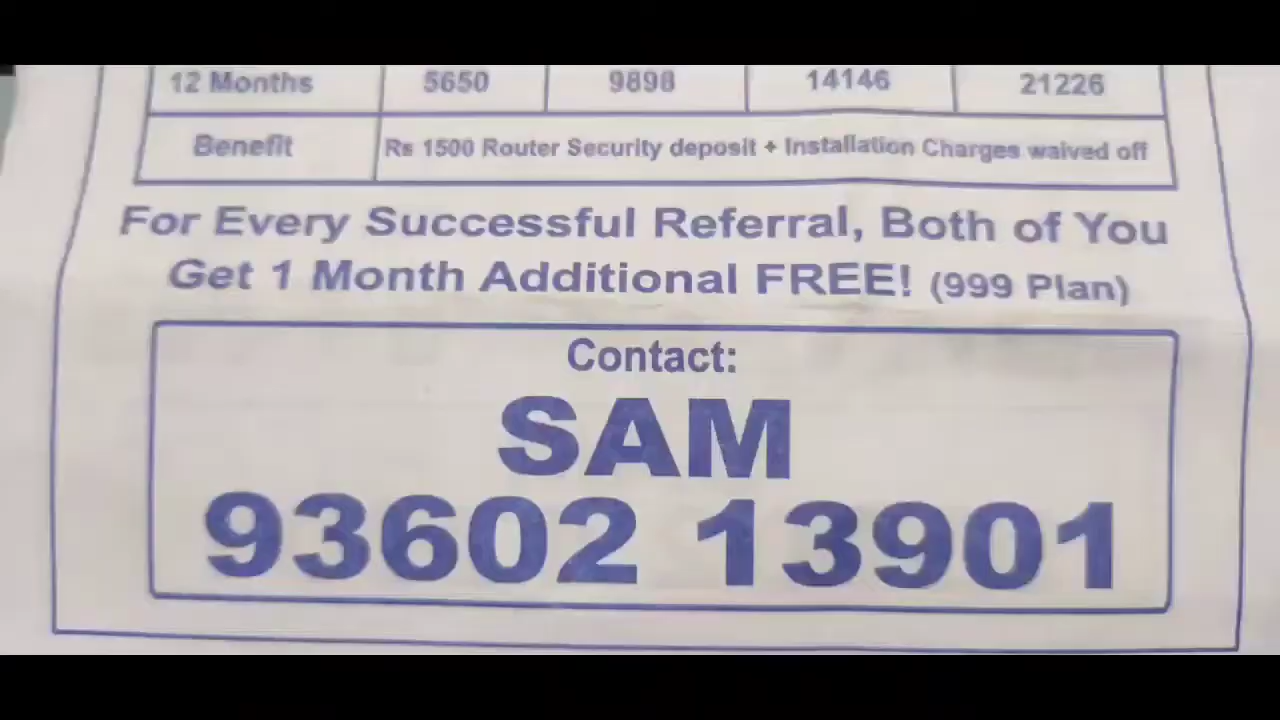 12 Months 5650 9898 14146 21226
Benefit Rs 1500 Router Security deposit + Installation Charges waived off
For Every Successful Referral, Both of You
Get 1 Month Additional FREE! (999 Plan)
Contact:
SAM
93602 13901